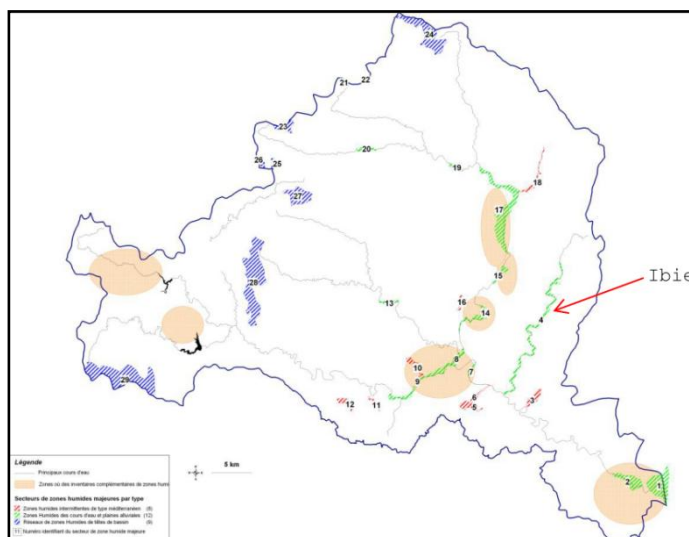 24
22
21
23
20
26
25
19
18
27
17
15
28
Ibie
16
13
14
4
8
10
7
9
29
6
3
12
11
5
2
1
Légende
Principaux cours d'eau
Zones où des inventaires complémentaires de zones humi
5 km
Secteurs de zones humides majeures par type
Zones humides intermittentes de type méditerranéen (8)
Zones Humides des cours d'eau et plaines alluviales (12)
Réseaux de zones Humides de têtes de bassin (9)
Numéro identifiant du secteur de zone humide majeure